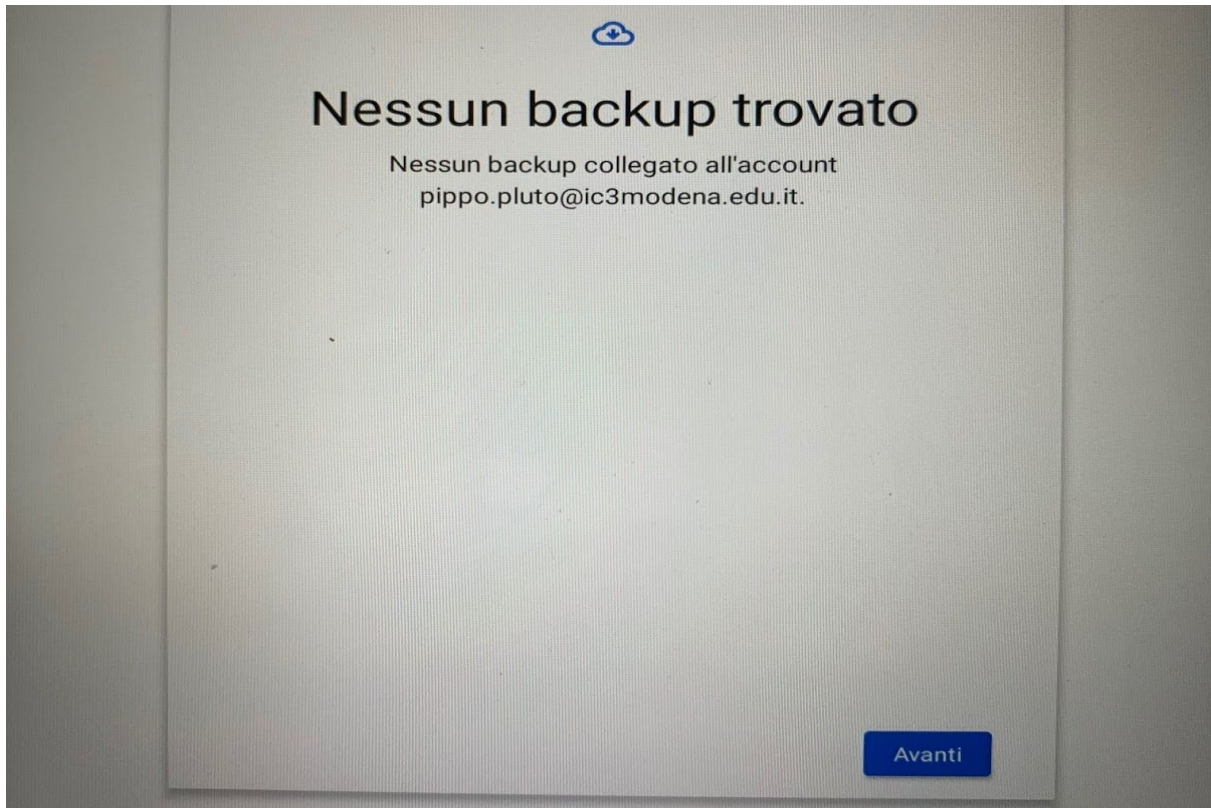 Nessun backup trovato
Nessun backup collegato all'account
pippo.pluto@ic3modena.edu.it.
Avanti